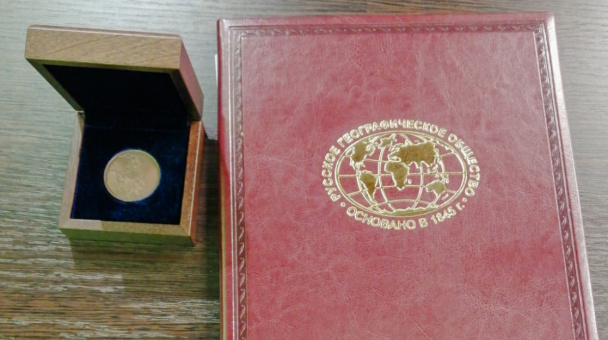 РУССКОЕ ГЕОГРАФИЧЕСКОЕ ОБЩЕСТВО
• ОСНОВАНО В 1845 г. •